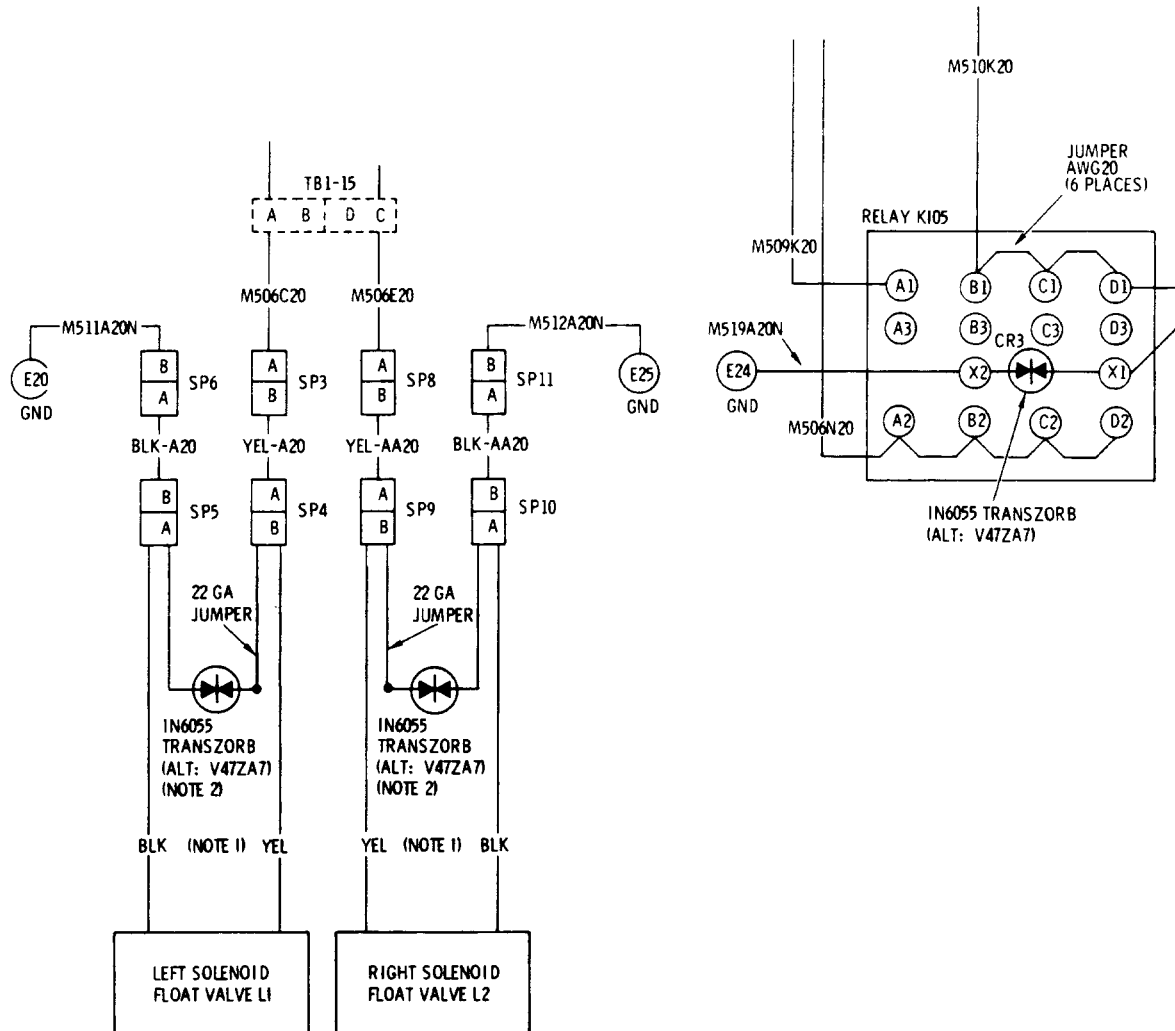 M510K20
JUMPER
AWG20
(6 PLACES)
TB1-15
A B D C
RELAY K105
M509K20
A1 B1 C1 D1
M506C20 M506E20
M511A20N
M512A20N
M519A20N
A3 B3 C3 D3
CR3
E20
GND
B
A
SP6
A
B
SP3
A
B
SP8
B
A
SP11
E25
GND
E24
GND
X2 X1
M506N20
A2 B2 C2 D2
BLK-A20 YEL-A20 YEL-AA20 BLK-AA20
B
A
SP5
A
B
SP4
A
B
SP9
B
A
SP10
IN6055 TRANSZORB
(ALT: V47ZA7)
22 GA
JUMPER
22 GA
JUMPER
IN6055
TRANSZORB
(ALT: V47ZA7)
(NOTE 2)
IN6055
TRANSZORB
(ALT: V47ZA7)
(NOTE 2)
BLK (NOTE 1) YEL
YEL (NOTE 1) BLK
LEFT SOLENOID
FLOAT VALVE L1
RIGHT SOLENOID
FLOAT VALVE L2